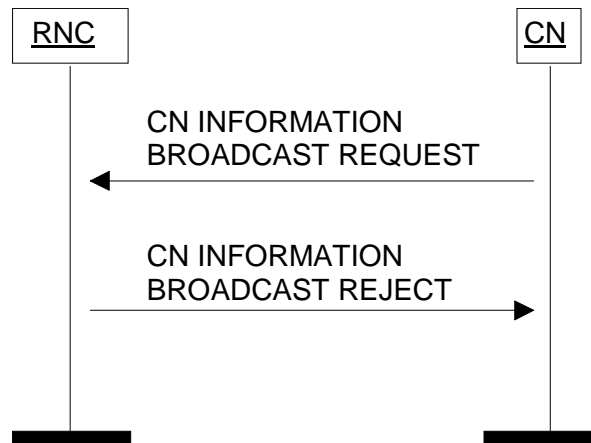 RNC
CN
CN INFORMATION
BROADCAST REQUEST
CN INFORMATION
BROADCAST REJECT